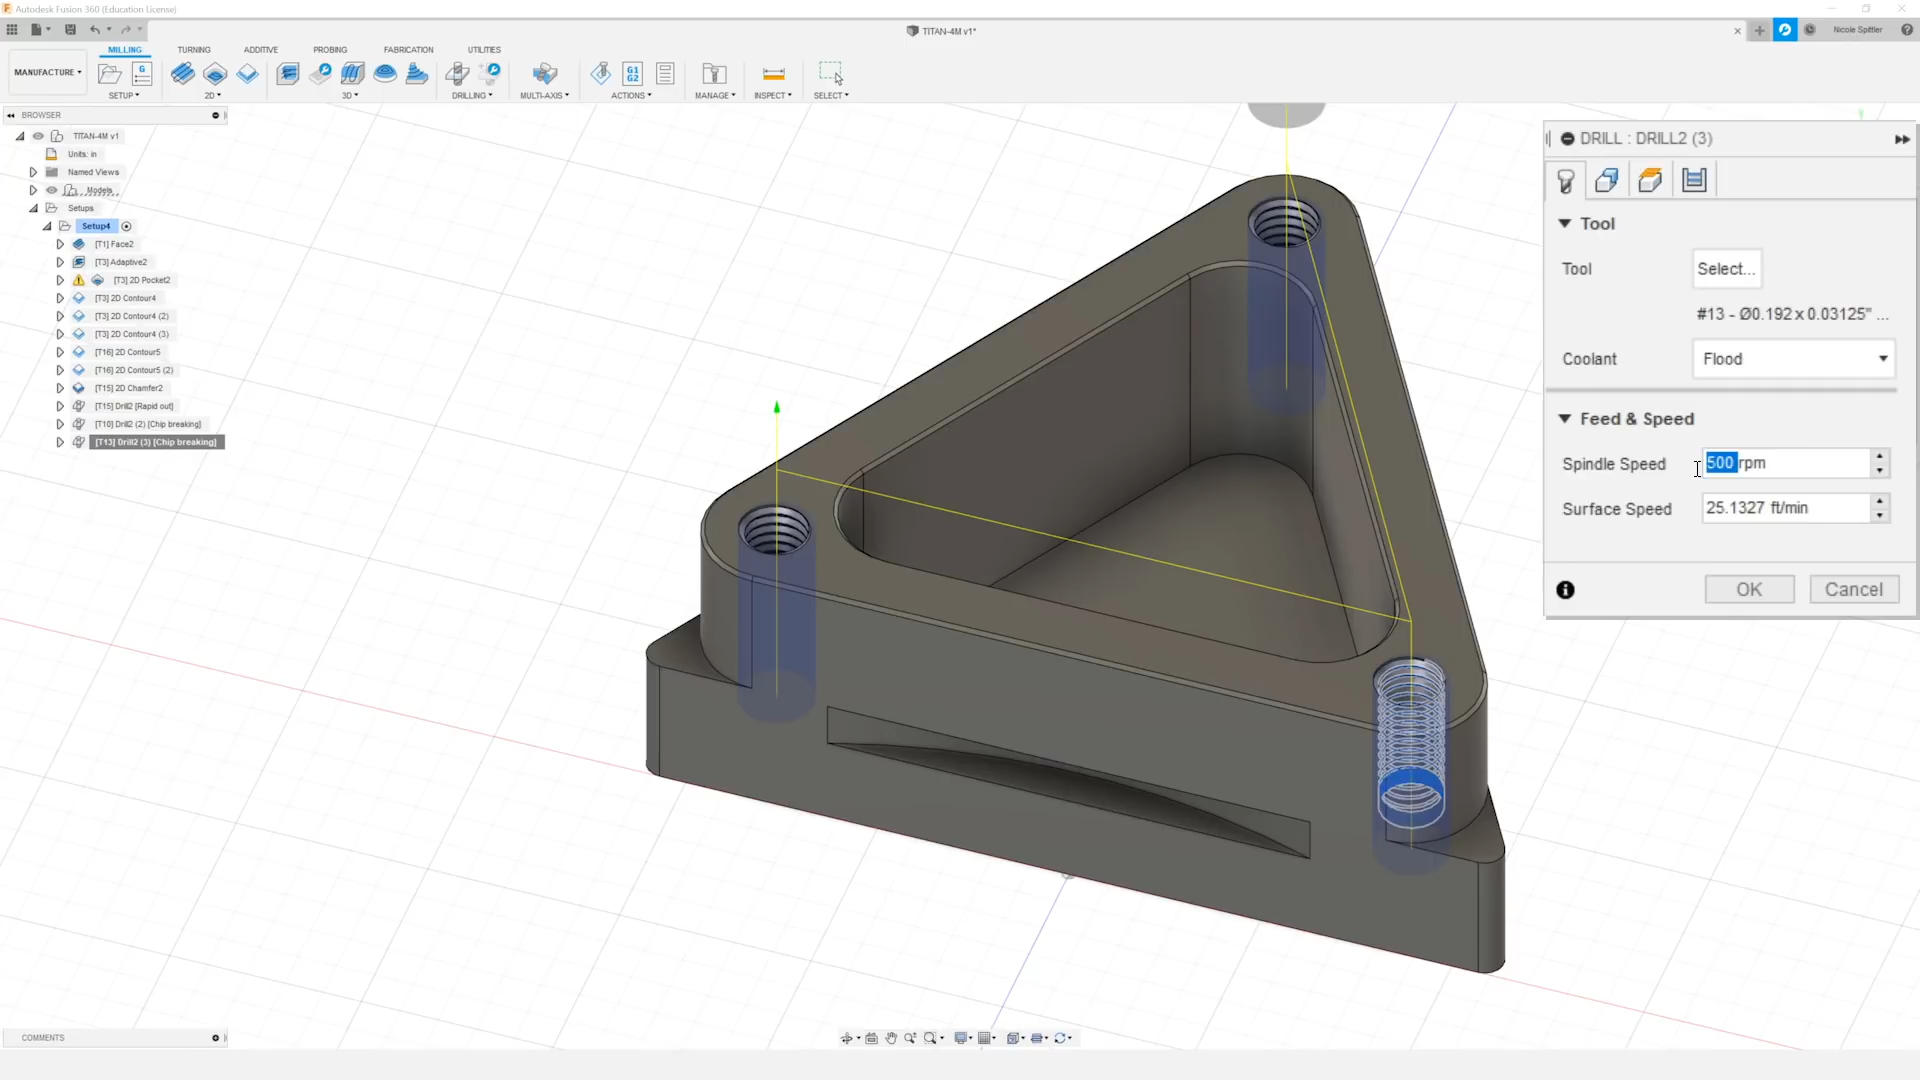 Autodesk Fusion 360 (Education License)
TITAN-4M v1*
Nicole Spitler
MILLING TURNING ADDITIVE PROBING FABRICATION UTILITIES
MANUFACTURE
G
G1
G2
SETUP 2D 3D DRILLING MULTI-AXIS ACTIONS MANAGE INSPECT SELECT
BROWSER
TITAN-4M v1
Units: in
Named Views
Models
Setups
Setup4
[T1] Face2
[T3] Adaptive2
[T3] 2D Pocket2
[T3] 2D Contour4
[T3] 2D Contour4 (2)
[T3] 2D Contour4 (3)
[T16] 2D Contour5
[T16] 2D Contour5 (2)
[T15] 2D Chamfer2
[T15] Drill2 [Rapid out]
[T10] Drill2 (2) [Chip breaking]
[T13] Drill2 (3) [Chip breaking]
DRILL : DRILL2 (3)
Tool
Tool Select...
#13 - Ø0.192 x 0.03125" ...
Coolant Flood
Feed & Speed
Spindle Speed 500 rpm
Surface Speed 25.1327 ft/min
OK Cancel
COMMENTS